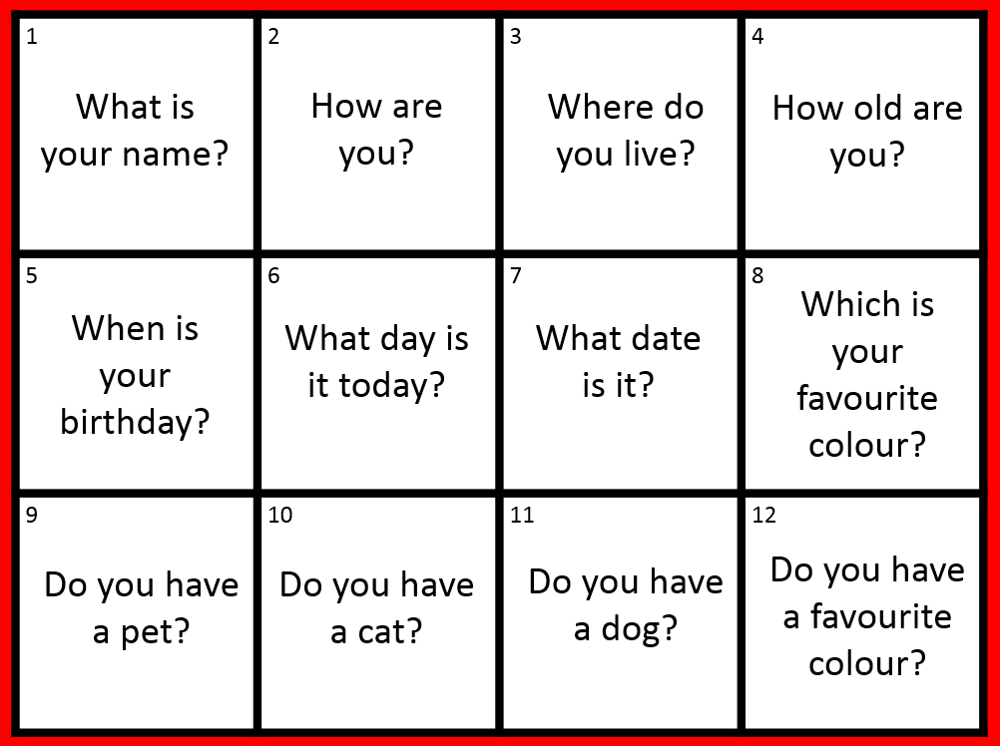 1
What is
your name?
2
How are
you?
3
Where do
you live?
4
How old are
you?
5
When is
your
birthday?
6
What day is
it today?
7
What date
is it?
8
Which is
your
favourite
colour?
9
Do you have
a pet?
10
Do you have
a cat?
11
Do you have
a dog?
12
Do you have
a favourite
colour?